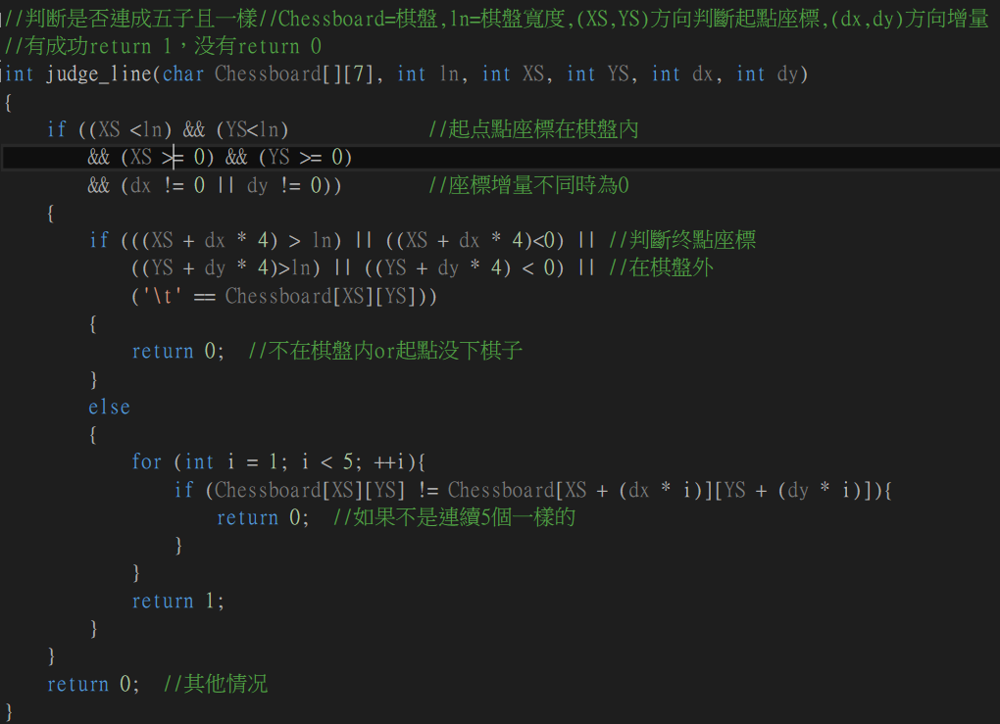 //判断是否連成五子且一樣//Chessboard=棋盤,ln=棋盤寬度,(XS,YS)方向判斷起點座標,(dx,dy)方向增量
//有成功return 1，没有return 0
int judge_line(char Chessboard[][7], int ln, int XS, int YS, int dx, int dy)
{
if ((XS <ln) && (YS<ln) //起点點座標在棋盤內
&& (XS >= 0) && (YS >= 0)
&& (dx != 0 || dy != 0)) //座標增量不同時為0
{
if (((XS + dx * 4) > ln) || ((XS + dx * 4)<0) || //判斷终點座標
((YS + dy * 4)>ln) || ((YS + dy * 4) < 0) || //在棋盤外
('\t' == Chessboard[XS][YS]))
{
return 0; //不在棋盤内or起點没下棋子
}
else
{
for (int i = 1; i < 5; ++i){
if (Chessboard[XS][YS] != Chessboard[XS + (dx * i)][YS + (dy * i)]){
return 0; //如果不是連續5個一樣的
}
}
return 1;
}
}
return 0; //其他情况
}